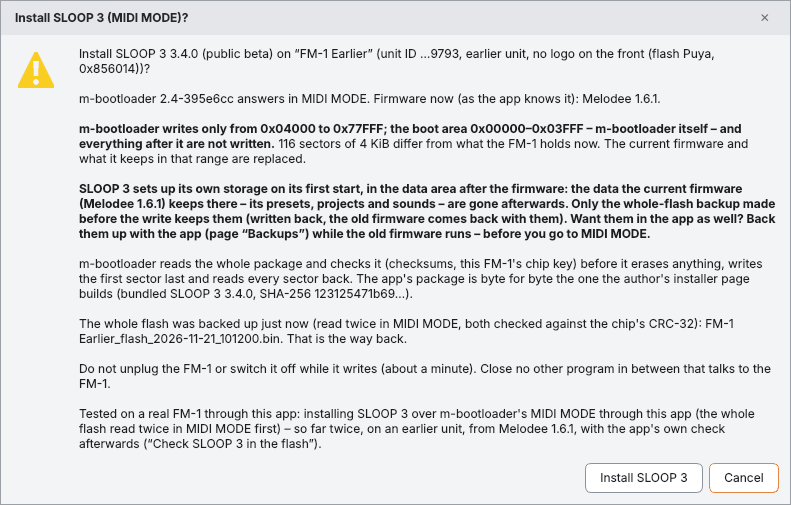 Install SLOOP 3 (MIDI MODE)?
×
Install SLOOP 3 3.4.0 (public beta) on “FM-1 Earlier” (unit ID …9793, earlier unit, no logo on the front (flash Puya,
0x856014))?
m-bootloader 2.4-395e6cc answers in MIDI MODE. Firmware now (as the app knows it): Melodee 1.6.1.
m-bootloader writes only from 0x04000 to 0x77FFF; the boot area 0x00000–0x03FFF – m-bootloader itself – and
everything after it are not written. 116 sectors of 4 KiB differ from what the FM-1 holds now. The current firmware and
what it keeps in that range are replaced.
SLOOP 3 sets up its own storage on its first start, in the data area after the firmware: the data the current firmware
(Melodee 1.6.1) keeps there – its presets, projects and sounds – are gone afterwards. Only the whole-flash backup made
before the write keeps them (written back, the old firmware comes back with them). Want them in the app as well? Back
them up with the app (page “Backups”) while the old firmware runs – before you go to MIDI MODE.
m-bootloader reads the whole package and checks it (checksums, this FM-1's chip key) before it erases anything, writes
the first sector last and reads every sector back. The app's package is byte for byte the one the author's installer page
builds (bundled SLOOP 3 3.4.0, SHA-256 123125471b69…).
The whole flash was backed up just now (read twice in MIDI MODE, both checked against the chip's CRC-32): FM-1
Earlier_flash_2026-11-21_101200.bin. That is the way back.
Do not unplug the FM-1 or switch it off while it writes (about a minute). Close no other program in between that talks to the
FM-1.
Tested on a real FM-1 through this app: installing SLOOP 3 over m-bootloader's MIDI MODE through this app (the whole
flash read twice in MIDI MODE first) – so far twice, on an earlier unit, from Melodee 1.6.1, with the app's own check
afterwards (“Check SLOOP 3 in the flash”).
Install SLOOP 3
Cancel